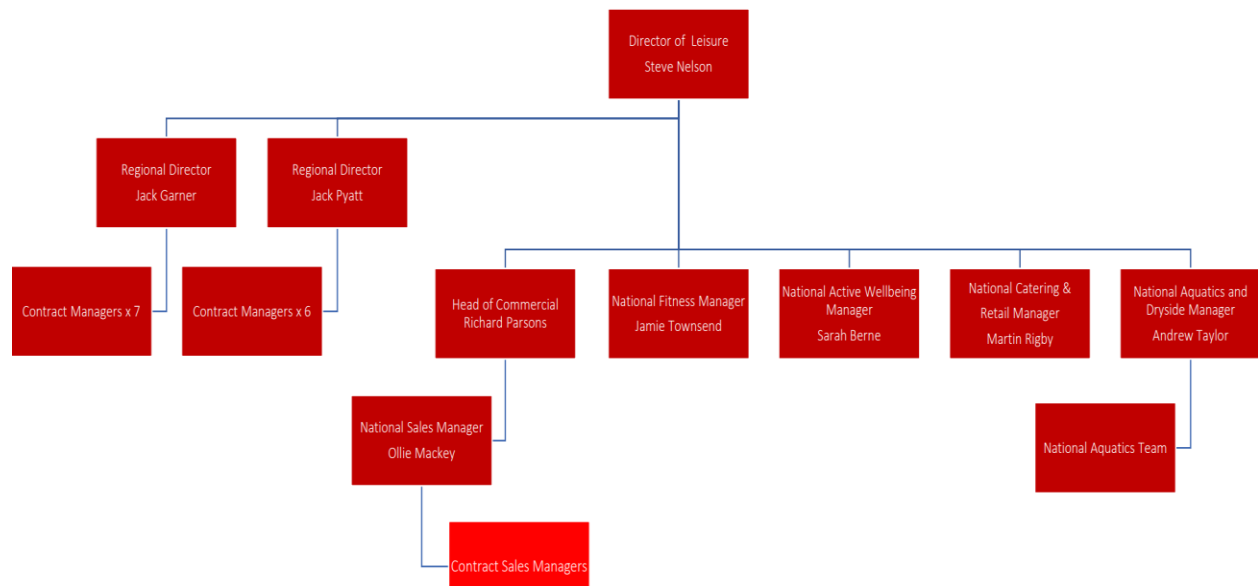 Director of Leisure
Steve Nelson
Regional Director
Jack Garner
Regional Director
Jack Pyatt
Contract Managers x 7
Contract Managers x 6
Head of Commercial
Richard Parsons
National Fitness Manager
Jamie Townsend
National Active Wellbeing
Manager
Sarah Berne
National Catering &
Retail Manager
Martin Rigby
National Aquatics and
Dryside Manager
Andrew Taylor
National Sales Manager
Ollie Mackey
National Aquatics Team
Contract Sales Managers